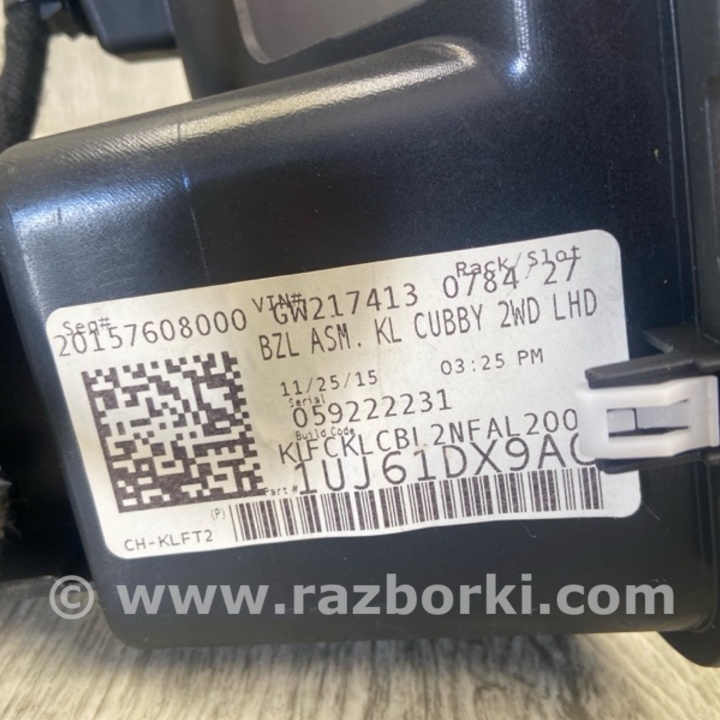 Seq# VIN# Rack/Slot
20157608000 GW217413 0784 27
BZL ASM. KL CUBBY 2WD LHD
11/25/15 03:25 PM
Serial
059222231
Build Code
KLFCKLCBL2NFAL200
Part# 1UJ61DX9A
(P)
CH-KLFT2
© www.razborki.com